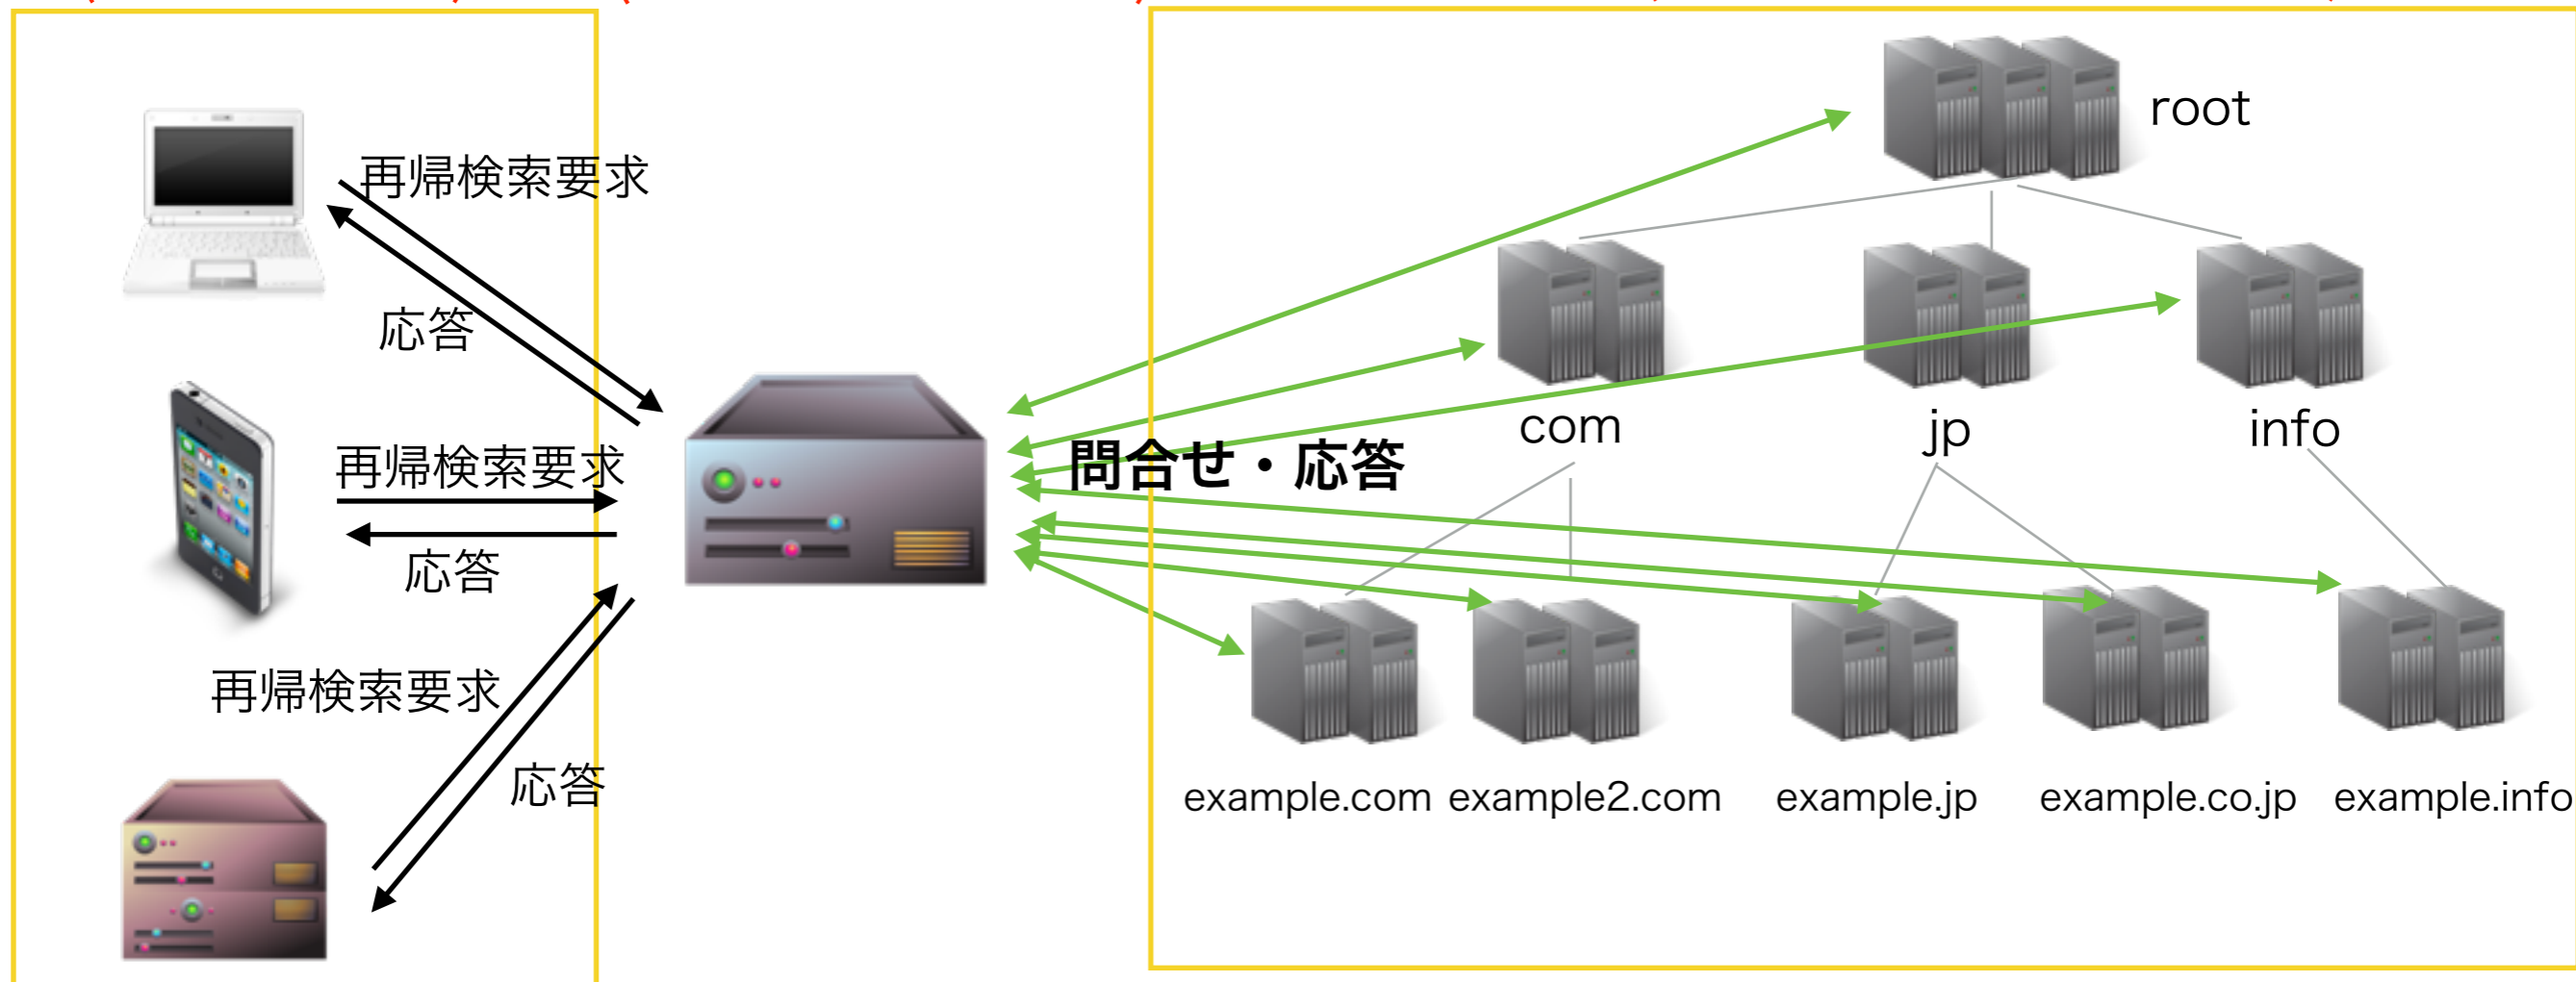 root
再帰検索要求
応答
com
jp
info
問合せ・応答
再帰検索要求
応答
再帰検索要求
応答
example.com
example2.com
example.jp
example.co.jp
example.info